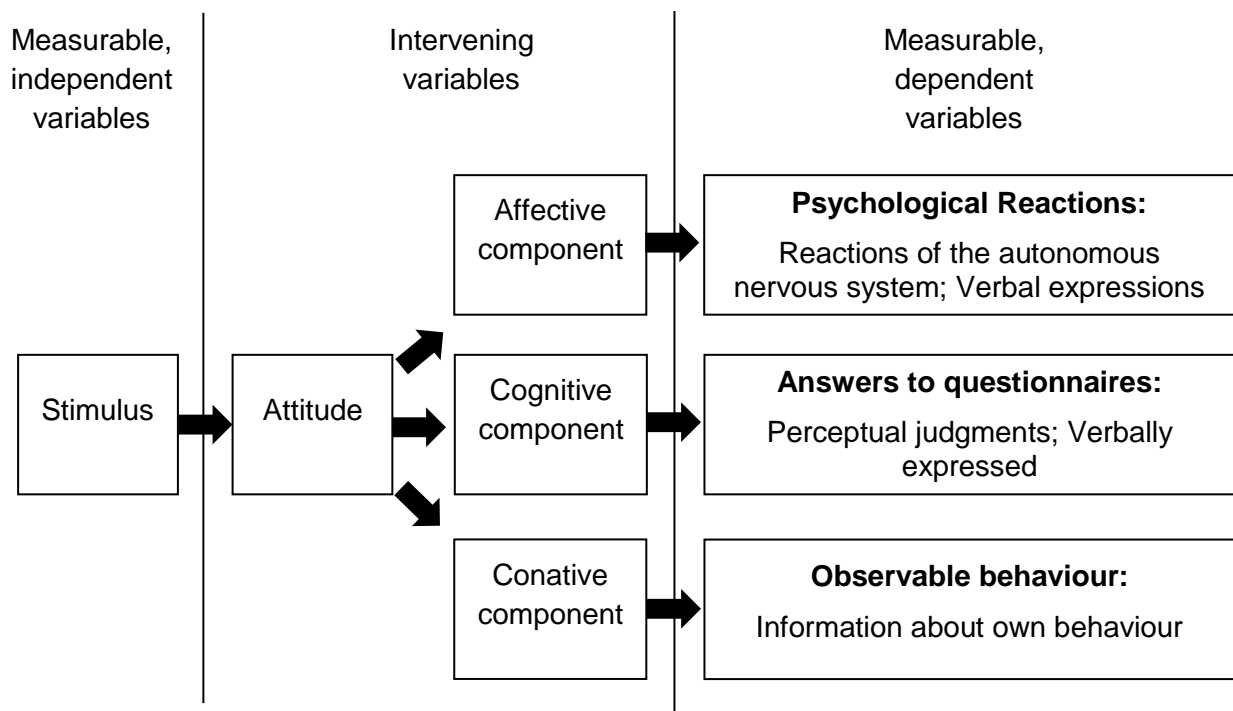 Measurable,
independent
variables
Intervening
variables
Measurable,
dependent
variables
Affective
component
Psychological Reactions:
Reactions of the autonomous
nervous system; Verbal expressions
Stimulus
Attitude
Cognitive
component
Answers to questionnaires:
Perceptual judgments; Verbally
expressed
Conative
component
Observable behaviour:
Information about own behaviour